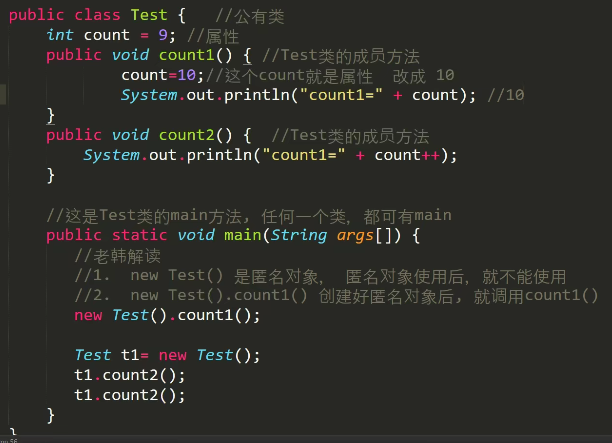 public class Test {   //公有类
int count = 9; //属性
public void count1() { //Test类的成员方法
count=10;//这个count就是属性  改成 10
System.out.println("count1=" + count); //10
}
public void count2() {  //Test类的成员方法
System.out.println("count1=" + count++);
}
//这是Test类的main方法, 任何一个类, 都可有main
public static void main(String args[]) {
//老韩解读
//1.  new Test() 是匿名对象,  匿名对象使用后, 就不能使用
//2.  new Test().count1() 创建好匿名对象后, 就调用count1()
new Test().count1();
Test t1= new Test();
t1.count2();
t1.count2();
}
}